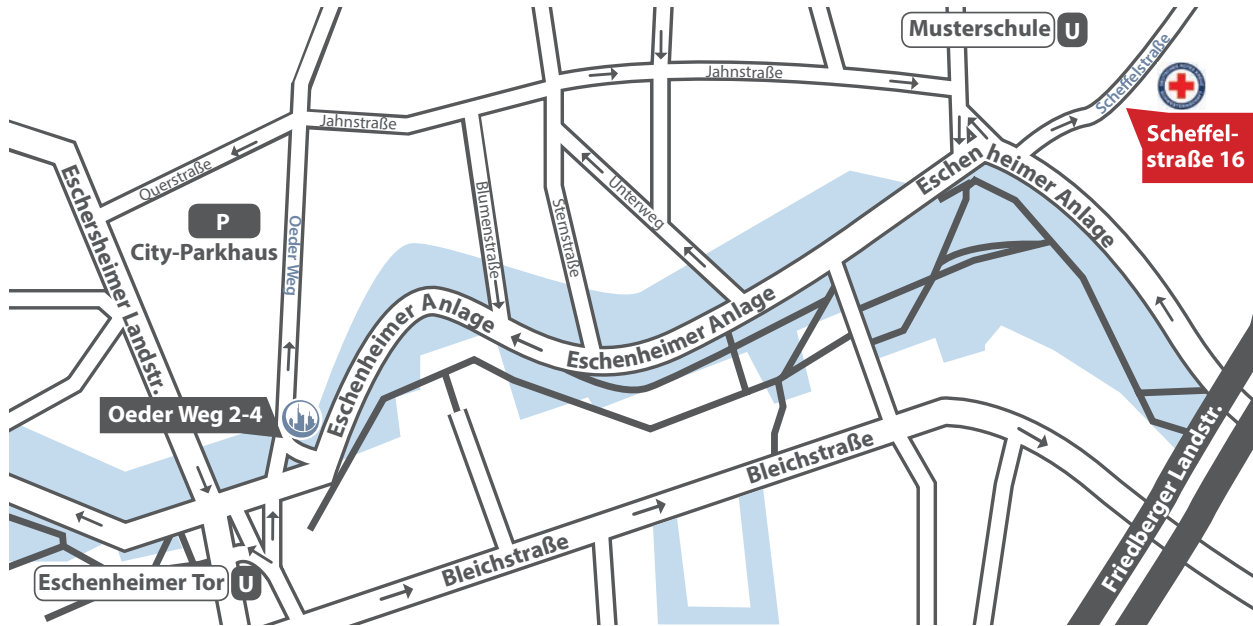 Musterschule U
Jahnstraße
Scheffelstraße
Scheffel-
straße 16
Jahnstraße
Querstraße
Eschersheimer Landstr.
P
City-Parkhaus
Oeder Weg
Blumenstraße
Sternstraße
Unterweg
Eschenheimer Anlage
Eschenheimer Anlage
Eschenheimer Anlage
Oeder Weg 2-4
Bleichstraße
Bleichstraße
Friedberger Landstr.
Eschenheimer Tor U